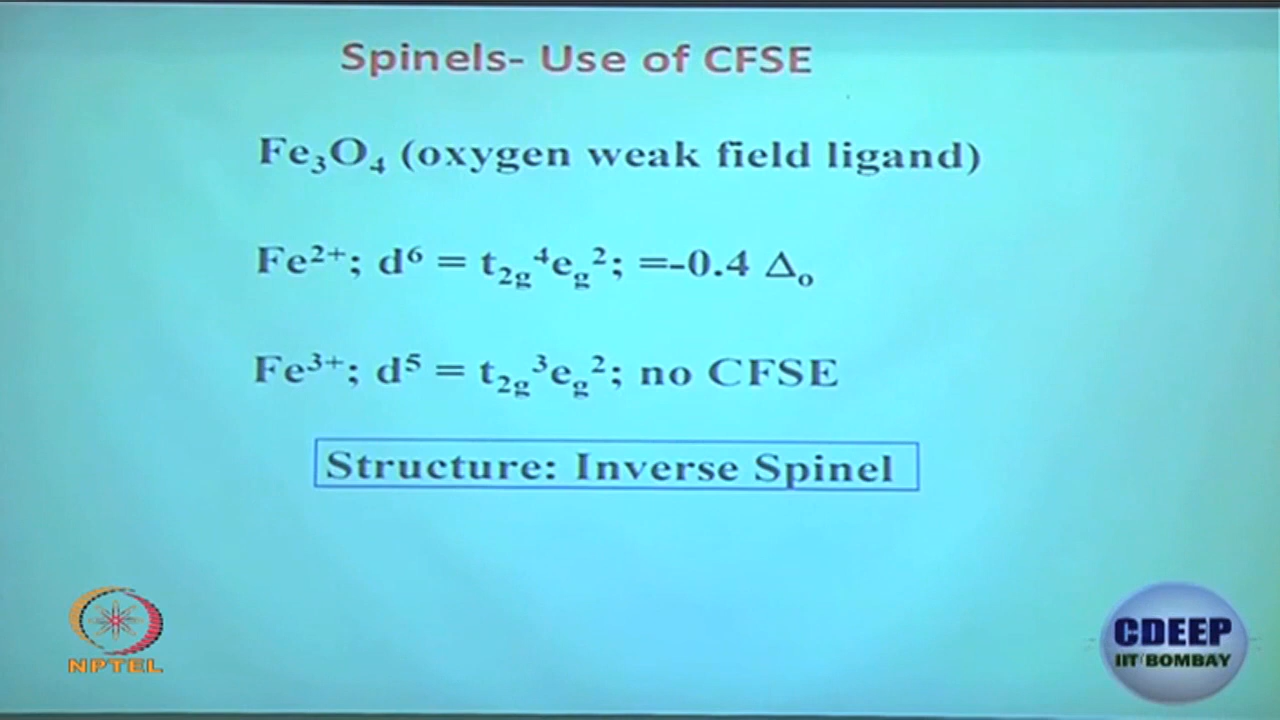 Spinels- Use of CFSE
Fe₃O₄ (oxygen weak field ligand)
Fe²⁺; d⁶ = t₂g⁴eg²; =-0.4 Δₒ
Fe³⁺; d⁵ = t₂g³eg²; no CFSE
Structure: Inverse Spinel
NPTEL
CDEEP
IIT BOMBAY